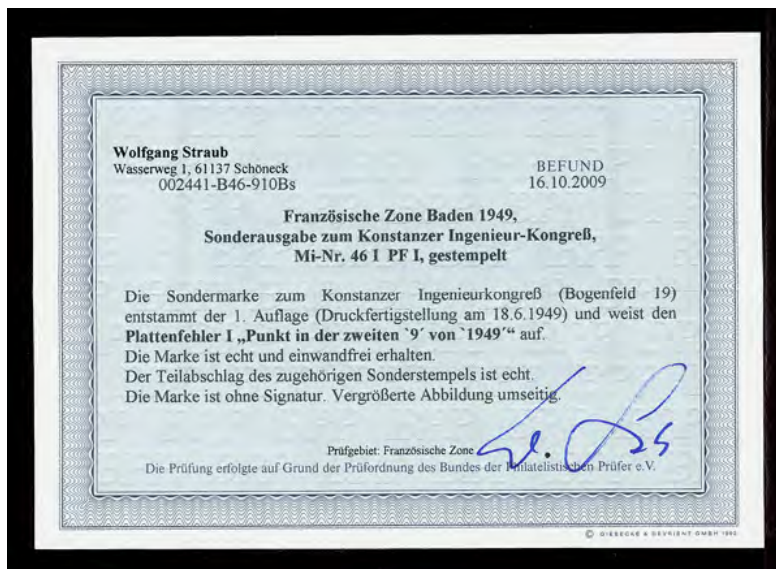 Wolfgang Straub
Wasserweg 1, 61137 Schöneck
BEFUND
002441-B46-910Bs
16.10.2009
Französische Zone Baden 1949,
Sonderausgabe zum Konstanzer Ingenieur-Kongreß,
Mi-Nr. 46 I PF I, gestempelt
Die Sondermarke zum Konstanzer Ingenieurkongreß (Bogenfeld 19)
entstammt der 1. Auflage (Druckfertigstellung am 18.6.1949) und weist den
Plattenfehler I „Punkt in der zweiten `9´ von `1949´“ auf.
Die Marke ist echt und einwandfrei erhalten.
Der Teilabschlag des zugehörigen Sonderstempels ist echt.
Die Marke ist ohne Signatur. Vergrößerte Abbildung umseitig.
Prüfgebiet: Französische Zone
Die Prüfung erfolgte auf Grund der Prüfordnung des Bundes der Philatelistischen Prüfer e.V.
© GIESECKE & DEVRIENT GMBH